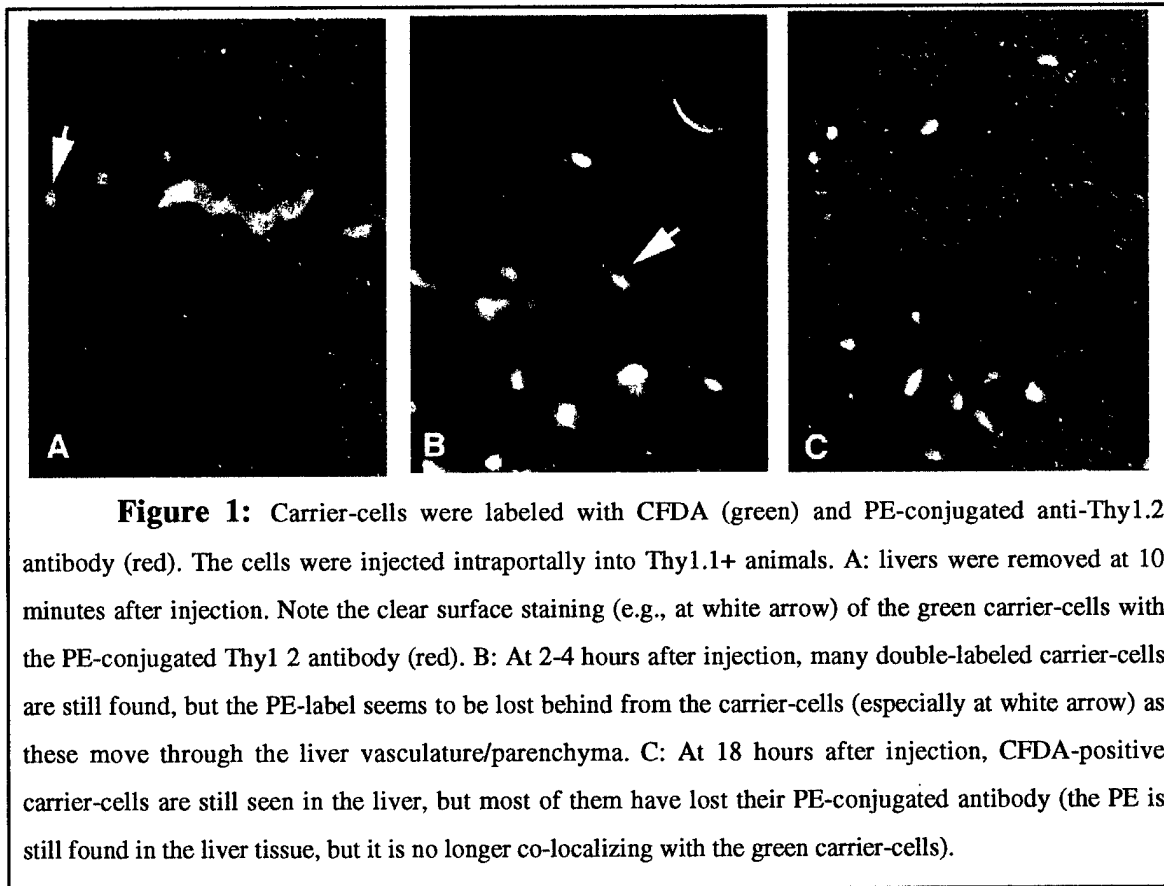 A
B
C
Figure 1: Carrier-cells were labeled with CFDA (green) and PE-conjugated anti-Thy1.2
antibody (red). The cells were injected intraportally into Thy1.1+ animals. A: livers were removed at 10
minutes after injection. Note the clear surface staining (e.g., at white arrow) of the green carrier-cells with
the PE-conjugated Thy1 2 antibody (red). B: At 2-4 hours after injection, many double-labeled carrier-cells
are still found, but the PE-label seems to be lost behind from the carrier-cells (especially at white arrow) as
these move through the liver vasculature/parenchyma. C: At 18 hours after injection, CFDA-positive
carrier-cells are still seen in the liver, but most of them have lost their PE-conjugated antibody (the PE is
still found in the liver tissue, but it is no longer co-localizing with the green carrier-cells).